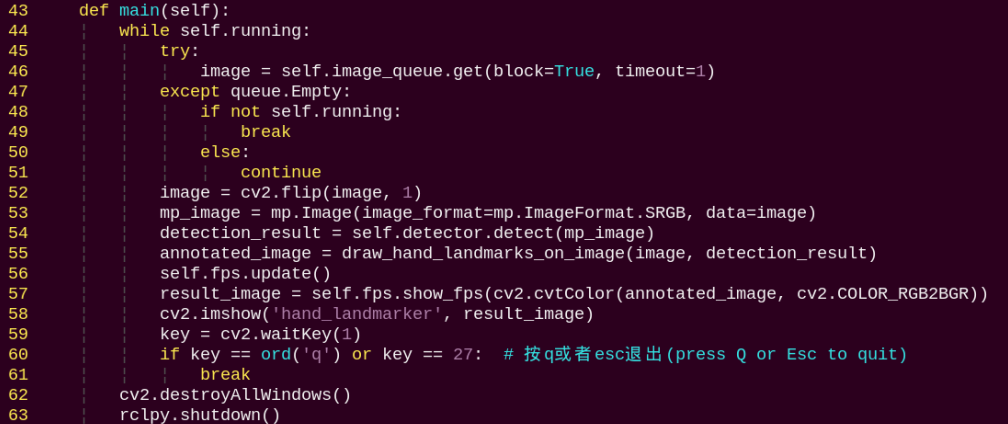 43     def main(self):
44         while self.running:
45             try:
46                 image = self.image_queue.get(block=True, timeout=1)
47             except queue.Empty:
48                 if not self.running:
49                     break
50                 else:
51                     continue
52             image = cv2.flip(image, 1)
53             mp_image = mp.Image(image_format=mp.ImageFormat.SRGB, data=image)
54             detection_result = self.detector.detect(mp_image)
55             annotated_image = draw_hand_landmarks_on_image(image, detection_result)
56             self.fps.update()
57             result_image = self.fps.show_fps(cv2.cvtColor(annotated_image, cv2.COLOR_RGB2BGR))
58             cv2.imshow('hand_landmarker', result_image)
59             key = cv2.waitKey(1)
60             if key == ord('q') or key == 27:  # 按q或者esc退出(press Q or Esc to quit)
61                 break
62         cv2.destroyAllWindows()
63         rclpy.shutdown()